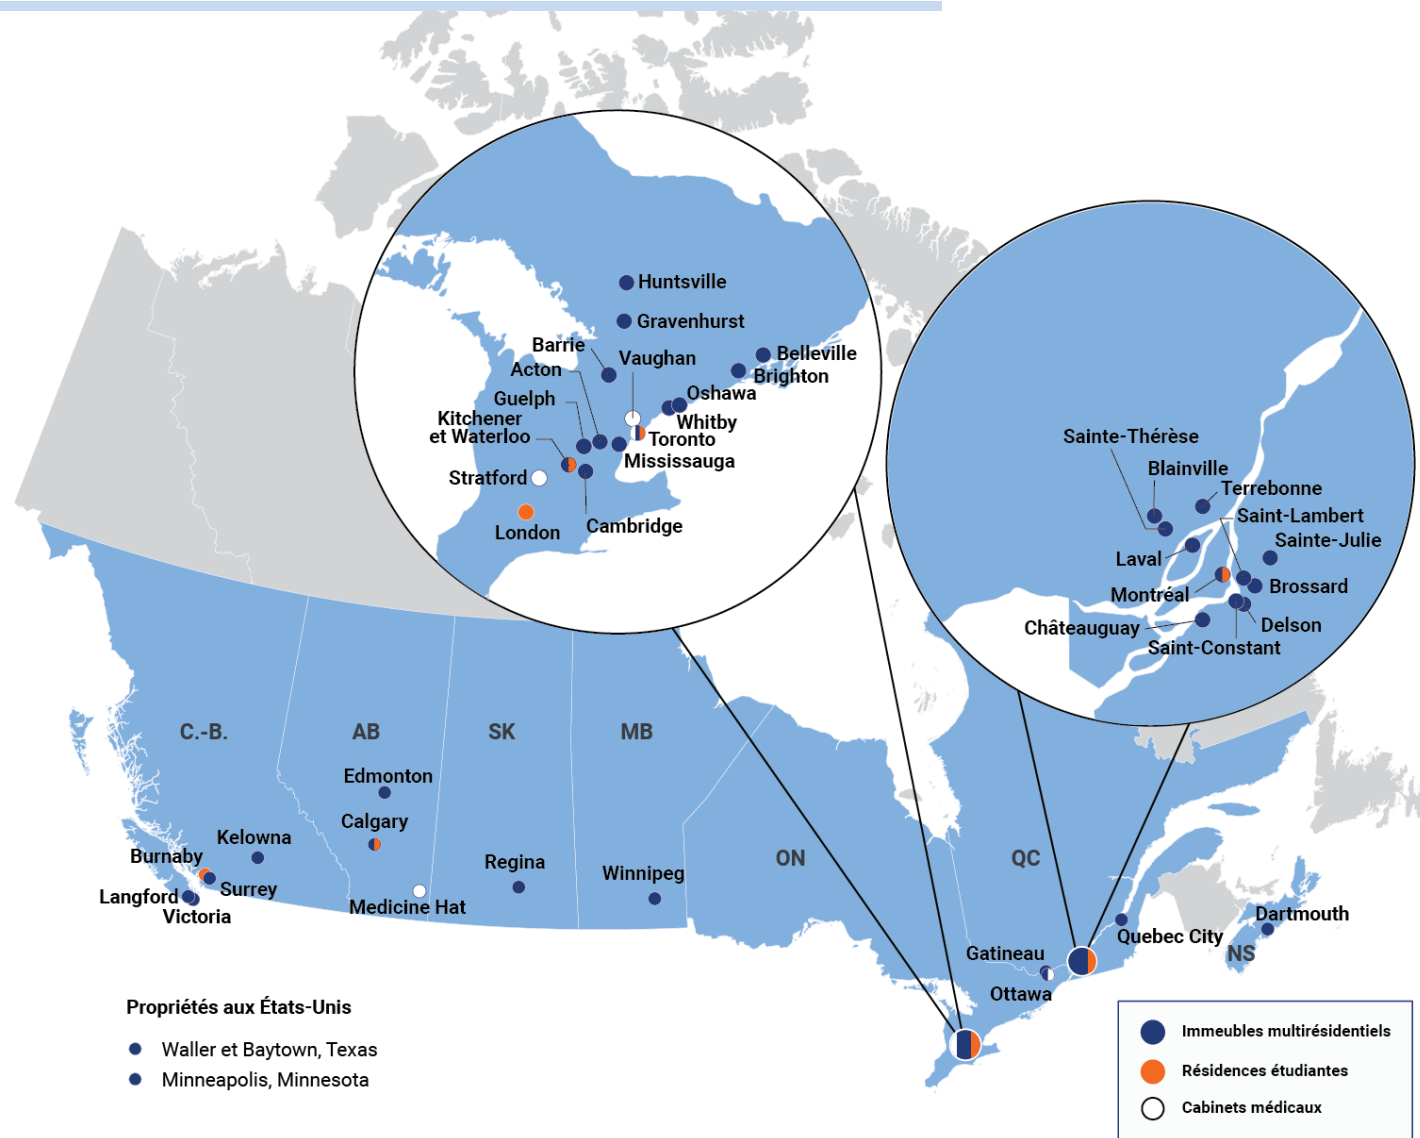 Huntsville
Gravenhurst
Barrie
Vaughan
Belleville
Acton
Brighton
Guelph
Oshawa
Kitchener
et Waterloo
Whitby
Toronto
Mississauga
Stratford
London
Cambridge
Sainte-Thérèse
Blainville
Terrebonne
Saint-Lambert
Sainte-Julie
Laval
Montréal
Brossard
Châteauguay
Delson
Saint-Constant
C.-B.
AB
SK
MB
Edmonton
Calgary
Kelowna
Burnaby
Surrey
Langford
Victoria
Medicine Hat
Regina
Winnipeg
ON
QC
Dartmouth
Quebec City
NS
Gatineau
Ottawa
Propriétés aux États-Unis
Waller et Baytown, Texas
Minneapolis, Minnesota
Immeubles multirésidentiels
Résidences étudiantes
Cabinets médicaux